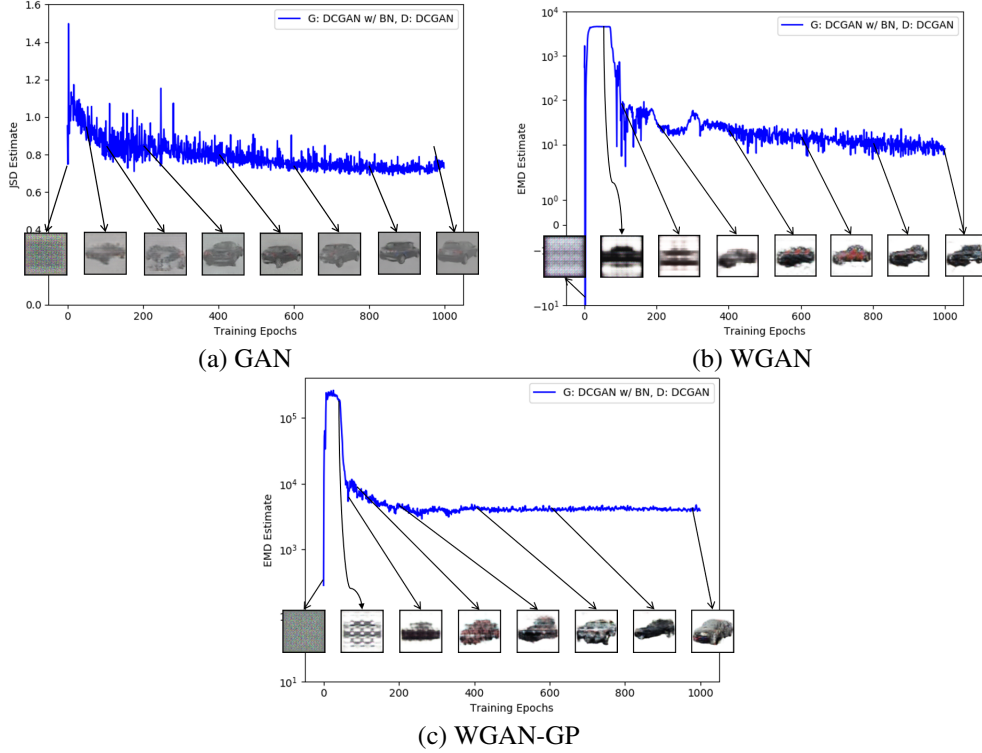 1.6
1.4
1.2
1.0
0.8
0.6
0.4
0.0
JSD Estimate
G: DCGAN w/ BN, D: DCGAN
0 200 400 600 800 1000
Training Epochs
(a) GAN
10^4
10^3
10^2
10^1
10^0
0
−10^1
EMD Estimate
G: DCGAN w/ BN, D: DCGAN
0 200 400 600 800 1000
Training Epochs
(b) WGAN
10^5
10^4
10^3
10^1
EMD Estimate
G: DCGAN w/ BN, D: DCGAN
0 200 400 600 800 1000
Training Epochs
(c) WGAN-GP